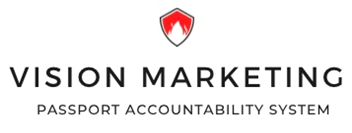 VISION MARKETING
PASSPORT ACCOUNTABILITY SYSTEM